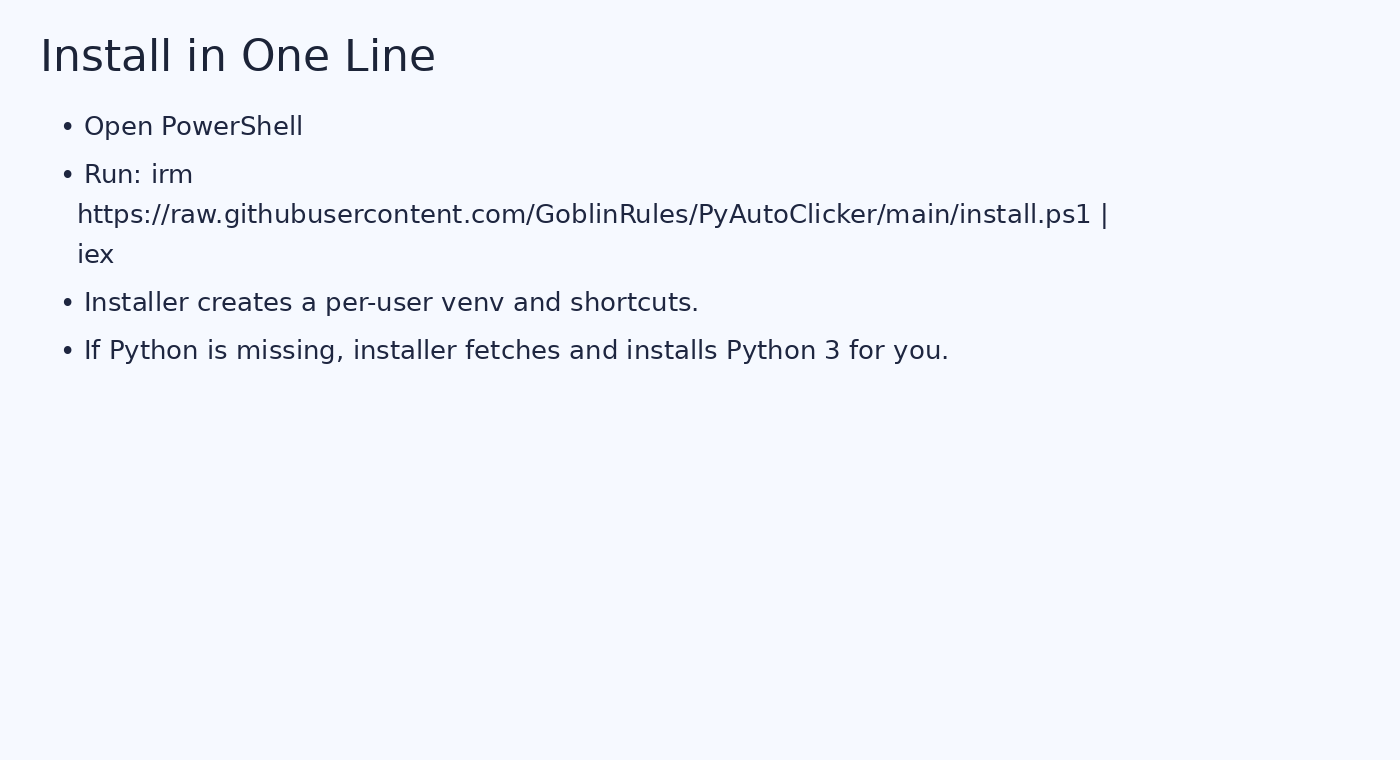 Install in One Line
• Open PowerShell
• Run: irm
https://raw.githubusercontent.com/GoblinRules/PyAutoClicker/main/install.ps1 |
iex
• Installer creates a per-user venv and shortcuts.
• If Python is missing, installer fetches and installs Python 3 for you.